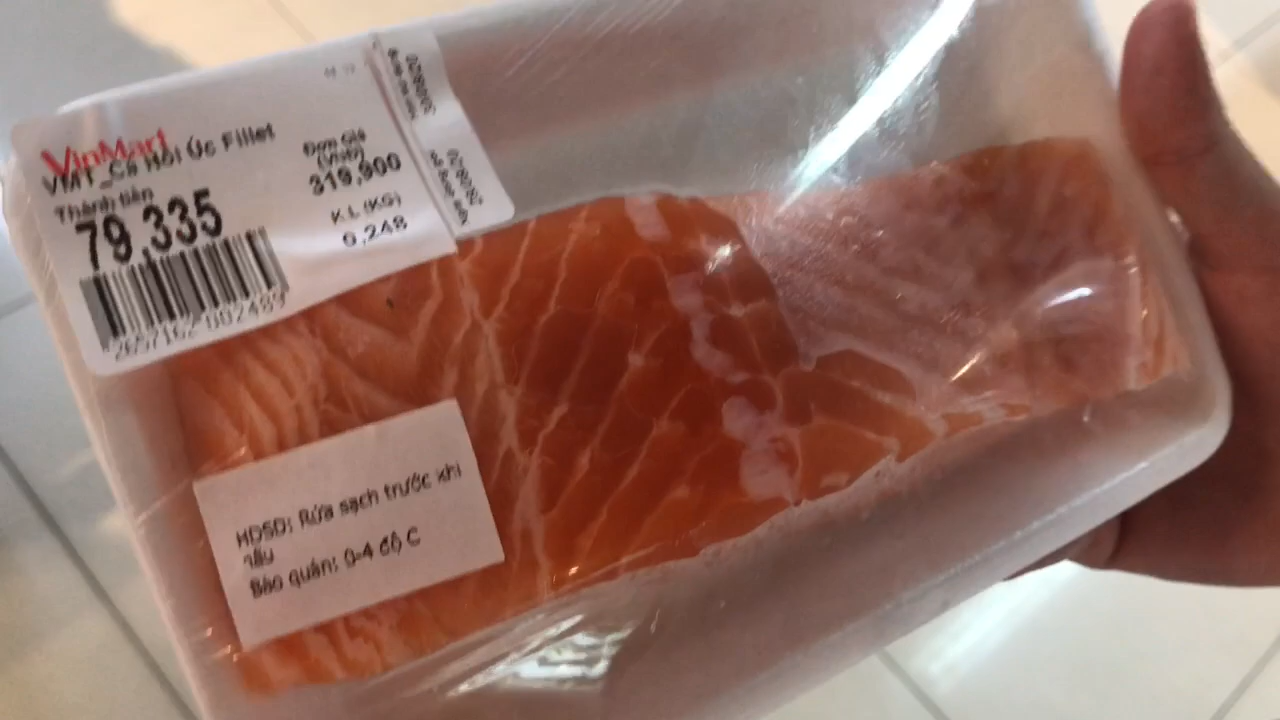 VinMart
VMT_Cá Hồi Úc Fillet
Thành tiền
79,335
Đơn Giá
(VNĐ)
319,900
K.L (KG)
0,248
2657162002489
HDSD: Rửa sạch trước khi
nấu
Bảo quản: 0-4 độ C